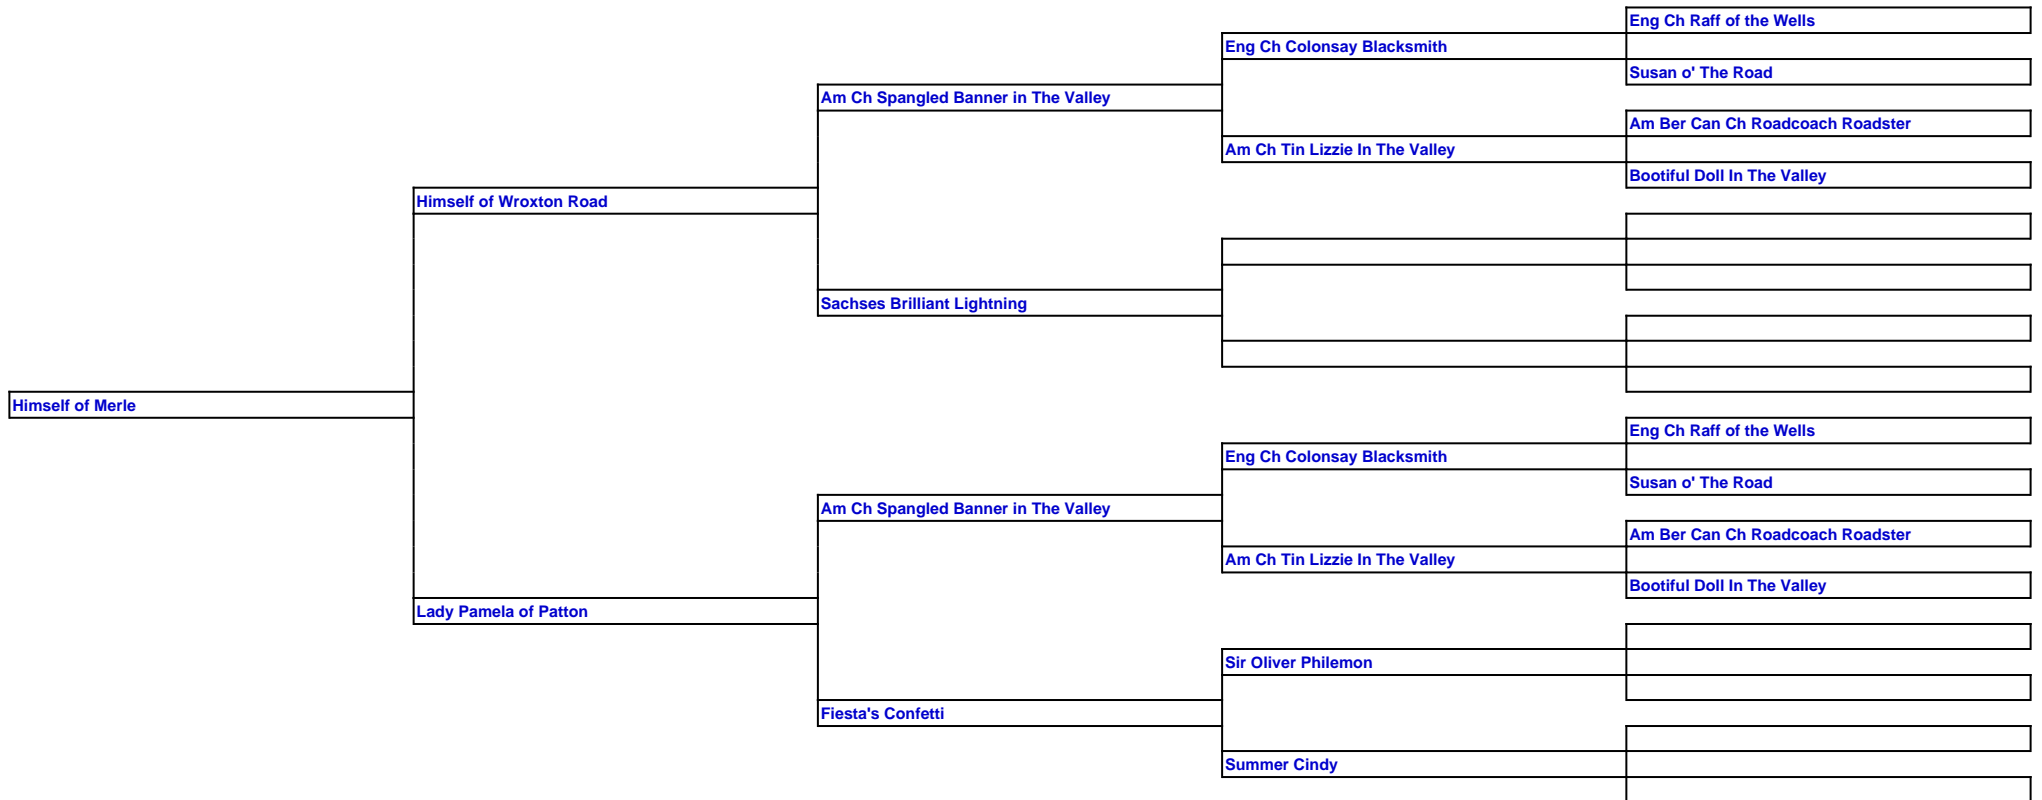 Eng Ch Raff of the Wells
Eng Ch Colonsay Blacksmith
Susan o' The Road
Am Ch Spangled Banner in The Valley
Am Ber Can Ch Roadcoach Roadster
Am Ch Tin Lizzie In The Valley
Bootiful Doll In The Valley
Himself of Wroxton Road
Sachses Brilliant Lightning
Himself of Merle
Eng Ch Raff of the Wells
Eng Ch Colonsay Blacksmith
Susan o' The Road
Am Ch Spangled Banner in The Valley
Am Ber Can Ch Roadcoach Roadster
Am Ch Tin Lizzie In The Valley
Bootiful Doll In The Valley
Lady Pamela of Patton
Sir Oliver Philemon
Fiesta's Confetti
Summer Cindy